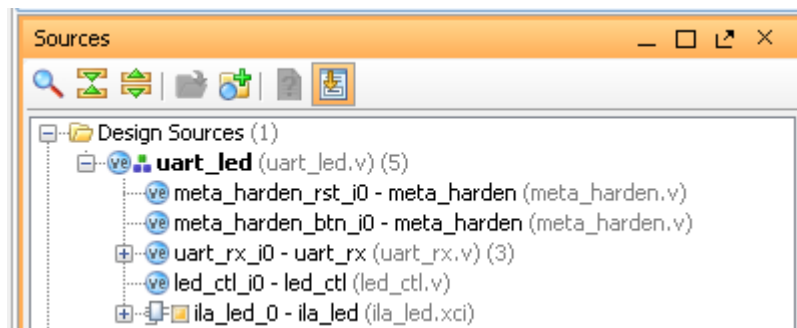 Sources
Design Sources (1)
uart_led (uart_led.v) (5)
meta_harden_rst_i0 - meta_harden (meta_harden.v)
meta_harden_btn_i0 - meta_harden (meta_harden.v)
uart_rx_i0 - uart_rx (uart_rx.v) (3)
led_ctl_i0 - led_ctl (led_ctl.v)
ila_led_0 - ila_led (ila_led.xci)